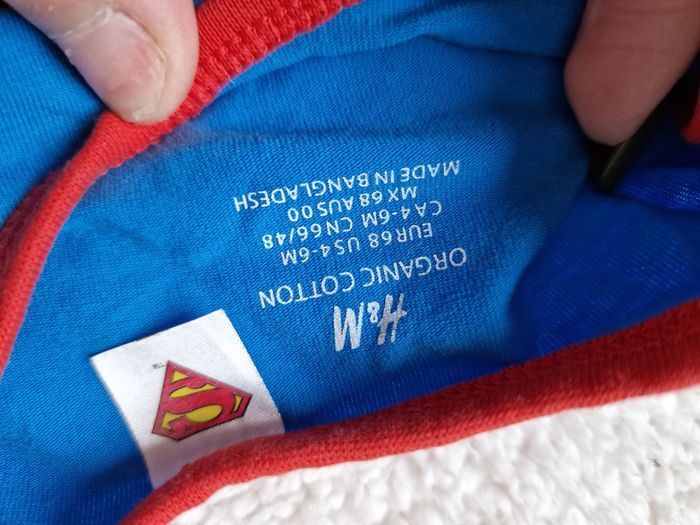 H&M
ORGANIC COTTON
EUR68 US4-6M
CA4-6M CN66/48
MX 68 AUS 00
MADE IN BANGLADESH
S